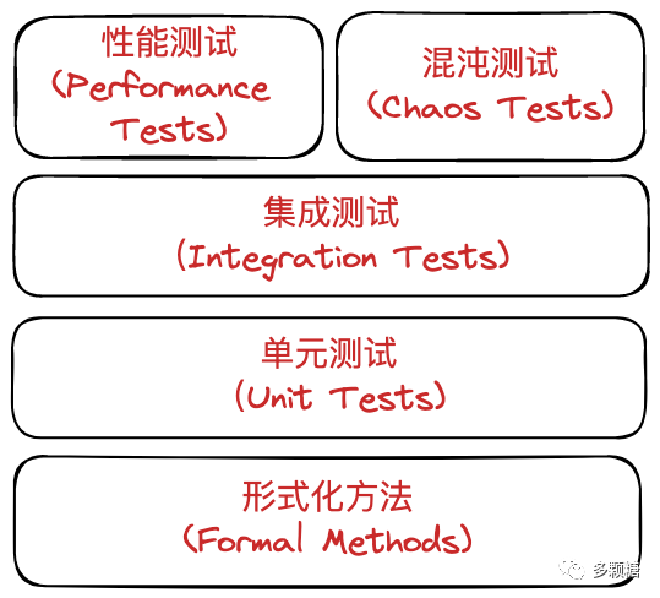 性能测试
(Performance
Tests)
混沌测试
(Chaos Tests)
集成测试
(Integration Tests)
单元测试
(Unit Tests)
形式化方法
(Formal Methods)
多颗糖